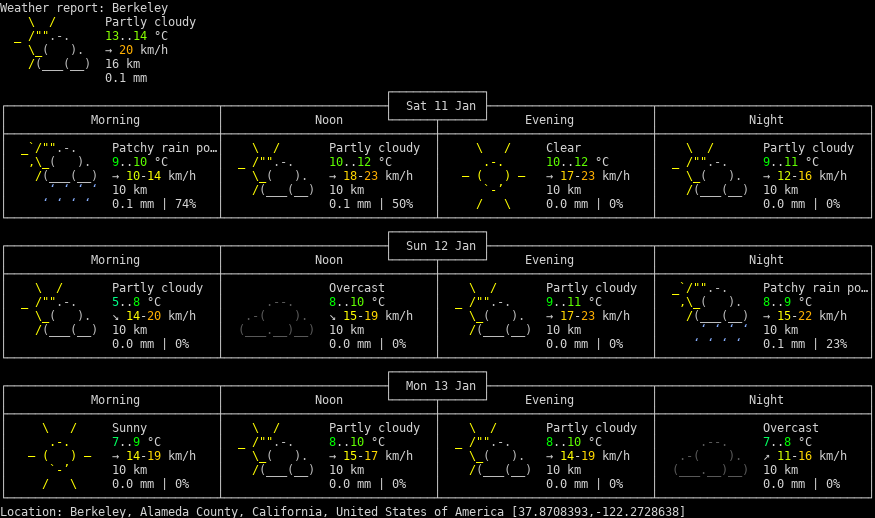 Weather report: Berkeley
Partly cloudy
13..14 °C
→ 20 km/h
16 km
0.1 mm
Sat 11 Jan
Morning Noon Evening Night
Patchy rain po… Partly cloudy Clear Partly cloudy
9..10 °C 10..12 °C 10..12 °C 9..11 °C
→ 10-14 km/h → 18-23 km/h → 17-23 km/h → 12-16 km/h
10 km 10 km 10 km 10 km
0.1 mm | 74% 0.1 mm | 50% 0.0 mm | 0% 0.0 mm | 0%
Sun 12 Jan
Morning Noon Evening Night
Partly cloudy Overcast Partly cloudy Patchy rain po…
5..8 °C 8..10 °C 9..11 °C 8..9 °C
↘ 14-20 km/h ↘ 15-19 km/h → 17-23 km/h → 15-22 km/h
10 km 10 km 10 km 10 km
0.0 mm | 0% 0.0 mm | 0% 0.0 mm | 0% 0.1 mm | 23%
Mon 13 Jan
Morning Noon Evening Night
Sunny Partly cloudy Partly cloudy Overcast
7..9 °C 8..10 °C 8..10 °C 7..8 °C
→ 14-19 km/h → 15-17 km/h → 14-19 km/h ↗ 11-16 km/h
10 km 10 km 10 km 10 km
0.0 mm | 0% 0.0 mm | 0% 0.0 mm | 0% 0.0 mm | 0%
Location: Berkeley, Alameda County, California, United States of America [37.8708393,-122.2728638]